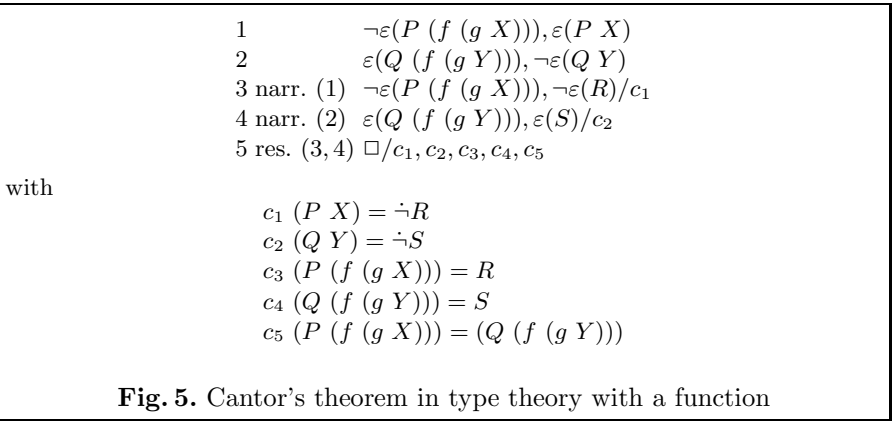 1 ¬ε(P (f (g X))), ε(P X)
2 ε(Q (f (g Y))), ¬ε(Q Y)
3 narr. (1) ¬ε(P (f (g X))), ¬ε(R)/c₁
4 narr. (2) ε(Q (f (g Y))), ε(S)/c₂
5 res. (3, 4) □/c₁, c₂, c₃, c₄, c₅
with
c₁ (P X) = ¬̇R
c₂ (Q Y) = ¬̇S
c₃ (P (f (g X))) = R
c₄ (Q (f (g Y))) = S
c₅ (P (f (g X))) = (Q (f (g Y)))
Fig. 5. Cantor's theorem in type theory with a function